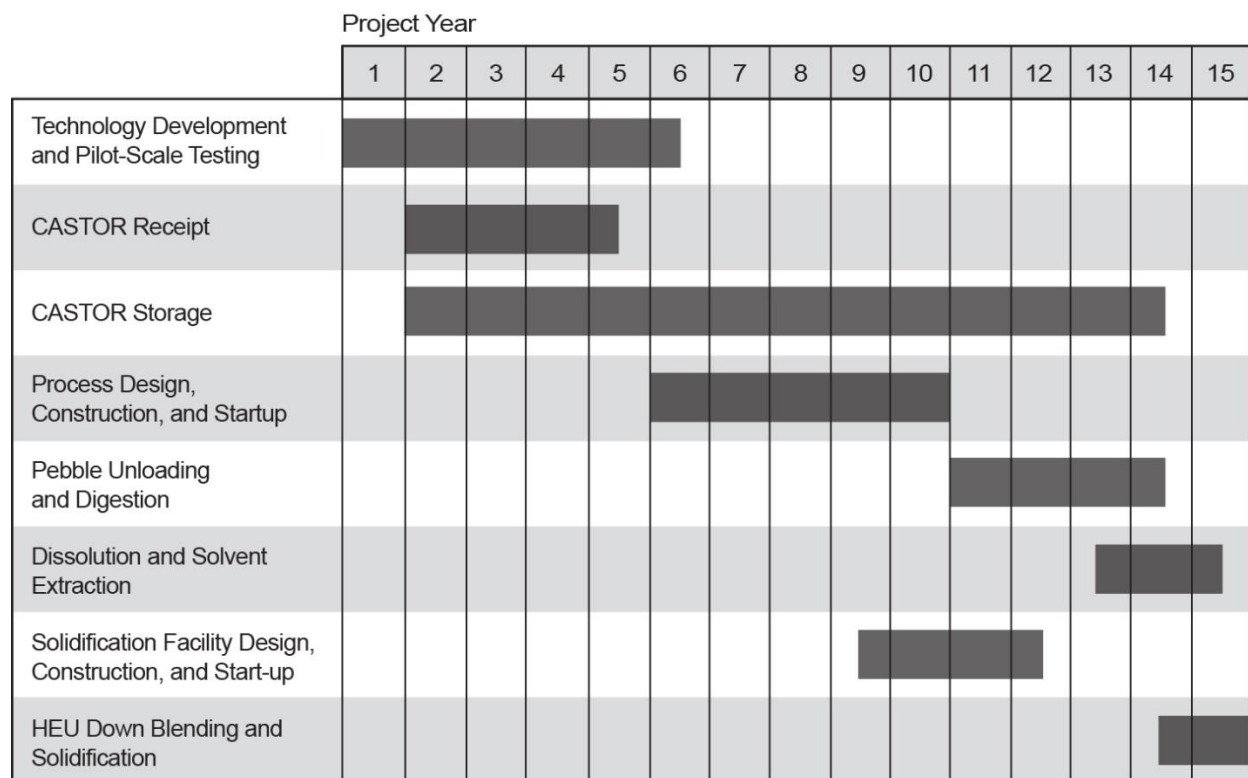 Project Year
1 2 3 4 5 6 7 8 9 10 11 12 13 14 15
Technology Development
and Pilot-Scale Testing
CASTOR Receipt
CASTOR Storage
Process Design,
Construction, and Startup
Pebble Unloading
and Digestion
Dissolution and Solvent
Extraction
Solidification Facility Design,
Construction, and Start-up
HEU Down Blending and
Solidification